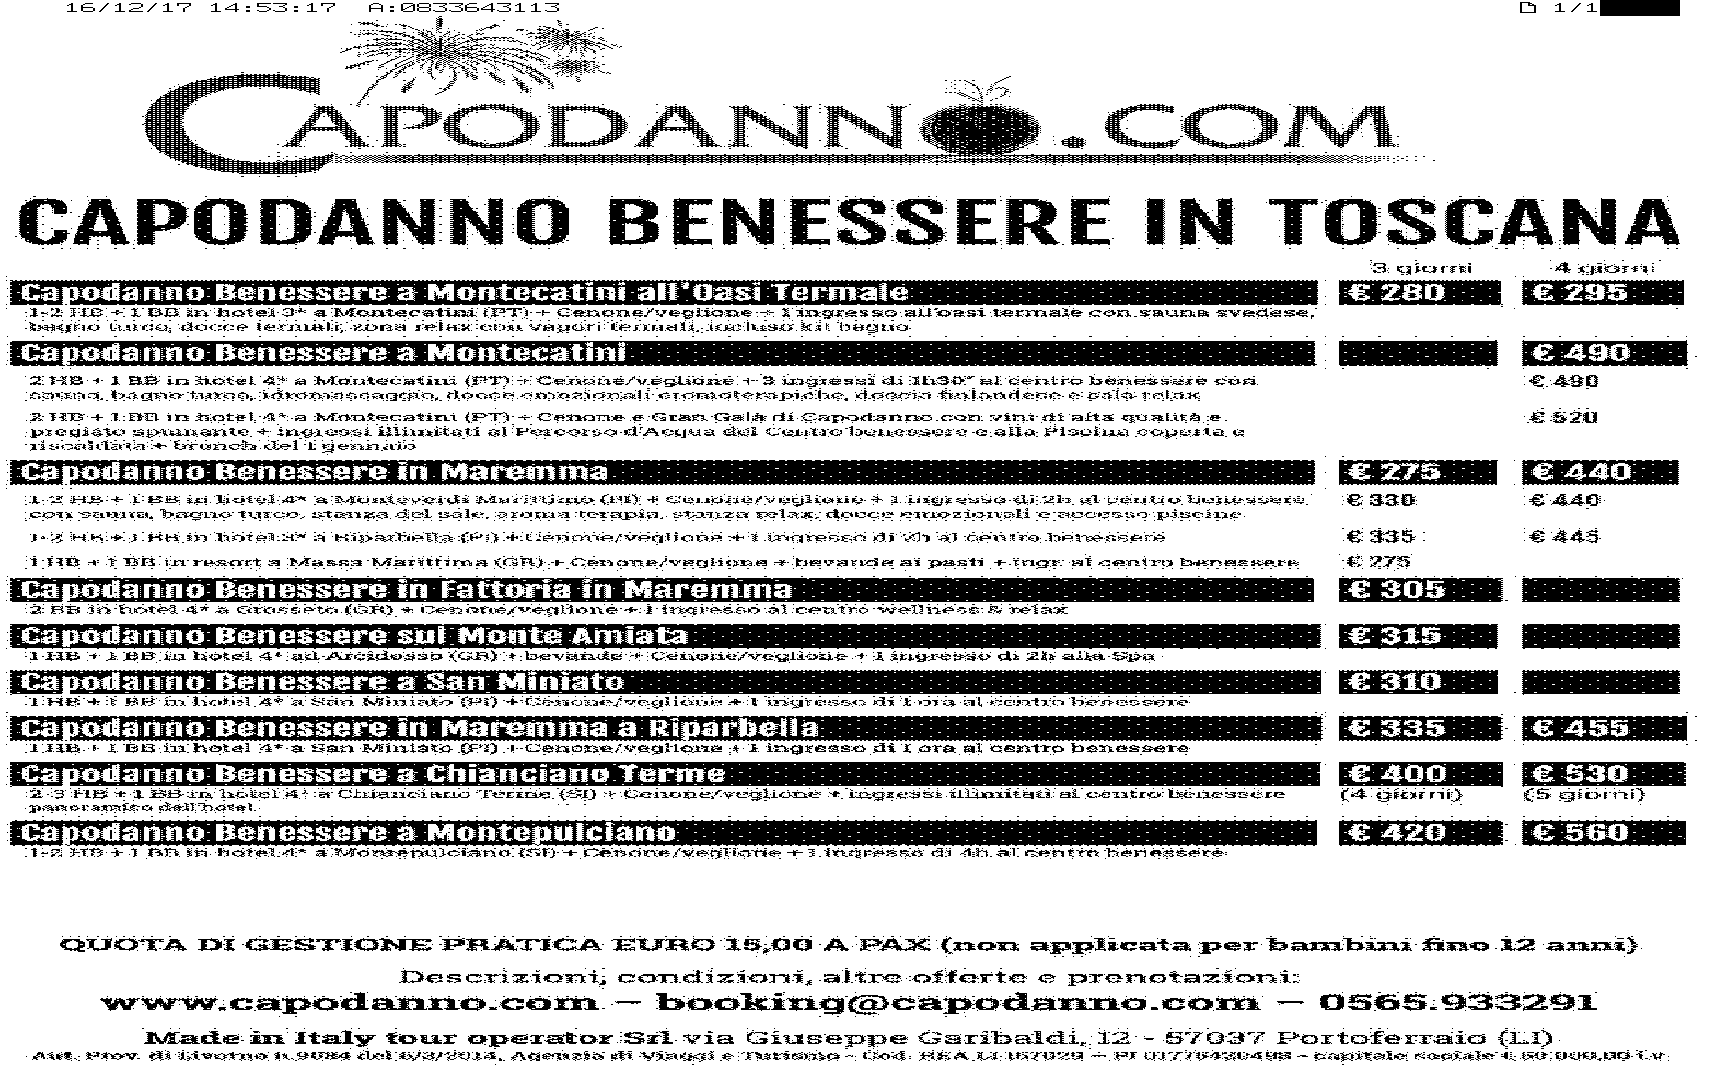 16/12/17 14:53:17 A:0833643113 1/1
CAPODANNO.COM
CAPODANNO BENESSERE IN TOSCANA
3 giorni 4 giorni
Capodanno Benessere a Montecatini all'Oasi Termale € 280 € 295
1-2 HB + 1 BB in hotel 3* a Montecatini (PT) + Cenone/veglione + 1 ingresso all'oasi termale con sauna svedese,
bagno turco, docce termali, zona relax con vapori termali, incluso kit bagno
Capodanno Benessere a Montecatini € 490
2 HB + 1 BB in hotel 4* a Montecatini (PT) + Cenone/veglione + 3 ingressi di 1h30' al centro benessere con € 490
sauna, bagno turco, idromassaggio, docce emozionali cromoterapiche, doccia finlandese e sala relax
2 HB + 1 BB in hotel 4* a Montecatini (PT) + Cenone e Gran Galà di Capodanno con vini di alta qualità e € 520
pregiato spumante + ingressi illimitati al Percorso d'Acqua del Centro benessere e alla Piscina coperta e
riscaldata + brunch del 1 gennaio
Capodanno Benessere in Maremma € 275 € 440
1-2 HB + 1 BB in hotel 4* a Monteverdi Marittimo (PI) + Cenone/veglione + 1 ingresso di 2h al centro benessere € 330 € 440
con sauna, bagno turco, stanza del sale, aroma terapia, stanza relax, docce emozionali e accesso piscine
1-2 HB + 1 BB in hotel 3* a Riparbella (PI) + Cenone/veglione + 1 ingresso di 2h al centro benessere € 335 € 445
1 HB + 1 BB in resort a Massa Marittima (GR) + Cenone/veglione + bevande ai pasti + ingr al centro benessere € 275
Capodanno Benessere in Fattoria in Maremma € 305
2 BB in hotel 4* a Grosseto (GR) + Cenone/veglione + 1 ingresso al centro wellness & relax
Capodanno Benessere sul Monte Amiata € 315
1 HB + 1 BB in hotel 4* ad Arcidosso (GR) + bevande + Cenone/veglione + 1 ingresso di 2h alla Spa
Capodanno Benessere a San Miniato € 310
1 HB + 1 BB in hotel 4* a San Miniato (PI) + Cenone/veglione + 1 ingresso di 1 ora al centro benessere
Capodanno Benessere in Maremma a Riparbella € 335 € 455
1 HB + 1 BB in hotel 4* a San Miniato (PI) + Cenone/veglione + 1 ingresso di 1 ora al centro benessere
Capodanno Benessere a Chianciano Terme € 400 € 530
2-3 HB + 1 BB in hotel 4* a Chianciano Terme (SI) + Cenone/veglione + ingressi illimitati al centro benessere (4 giorni) (5 giorni)
panoramico dell'hotel
Capodanno Benessere a Montepulciano € 420 € 560
1-2 HB + 1 BB in hotel 4* a Montepulciano (SI) + Cenone/veglione + 1 ingresso di 4h al centro benessere
QUOTA DI GESTIONE PRATICA EURO 15,00 A PAX (non applicata per bambini fino 12 anni)
Descrizioni, condizioni, altre offerte e prenotazioni:
www.capodanno.com – booking@capodanno.com – 0565.933291
Made in Italy tour operator Srl via Giuseppe Garibaldi, 12 - 57037 Portoferraio (LI)
Aut. Prov. di Livorno n. del Agenzia di Viaggi e Turismo - Cod. REA LI – PI - capitale sociale € i.v